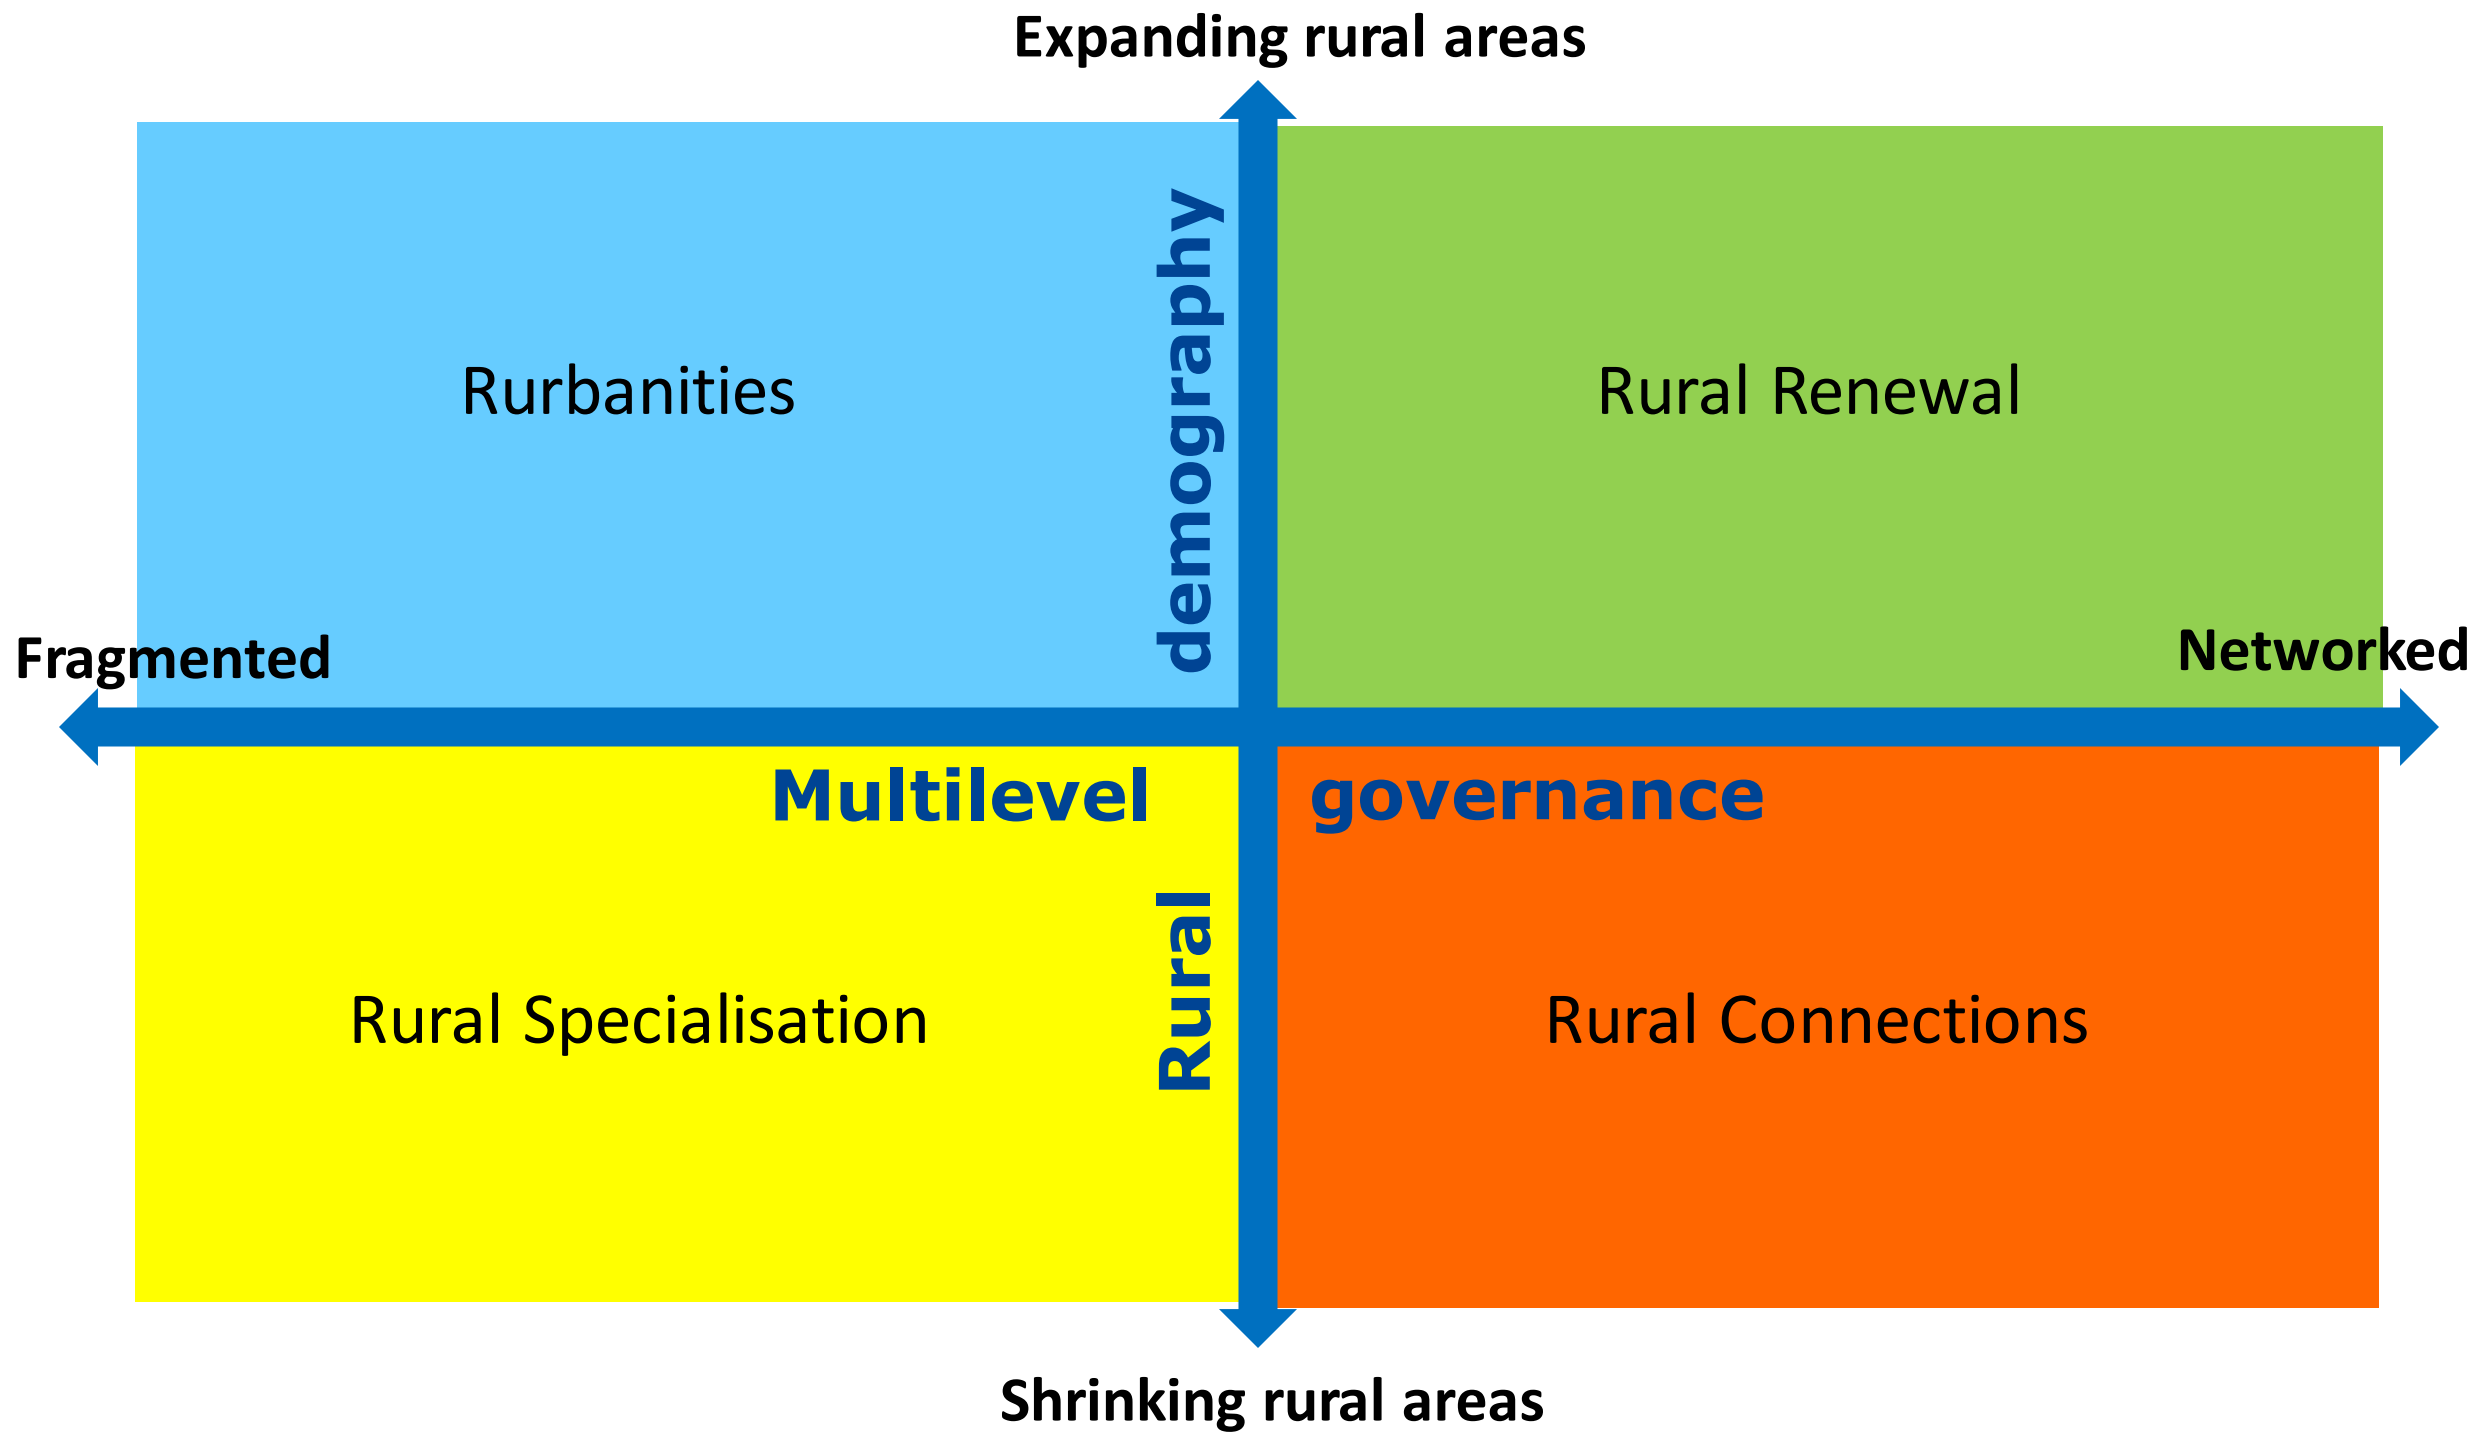 Expanding rural areas
Rural demography
Rurbanities
Rural Renewal
Fragmented
Networked
Multilevel governance
Rural Specialisation
Rural Connections
Shrinking rural areas